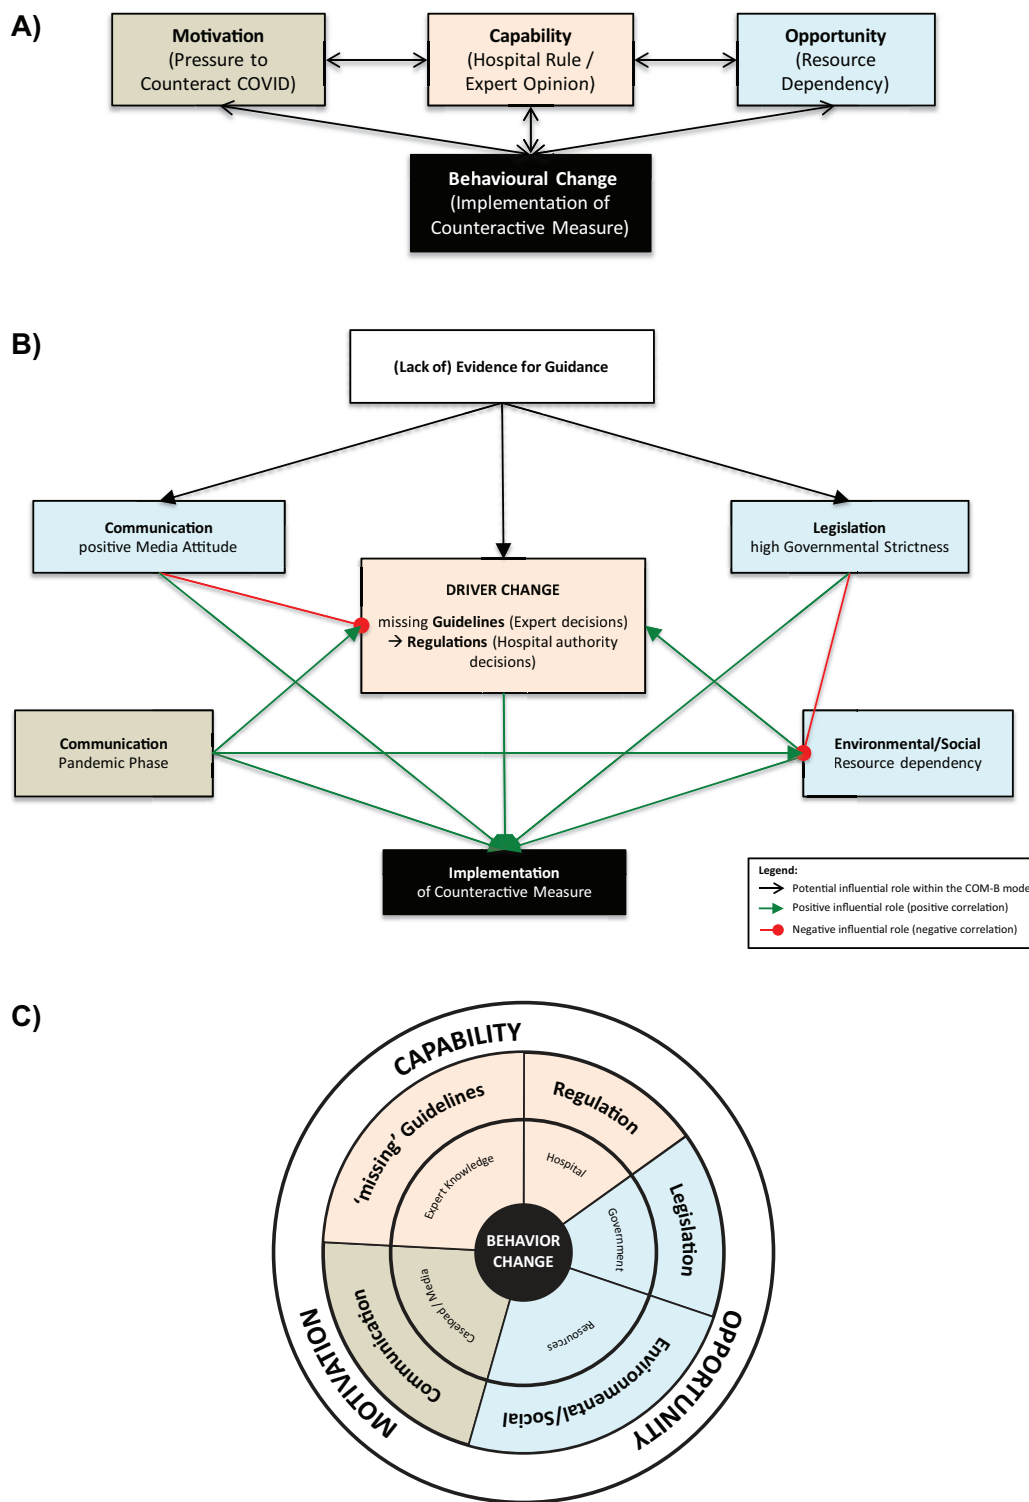 A)
Motivation
(Pressure to
Counteract COVID)
Capability
(Hospital Rule /
Expert Opinion)
Opportunity
(Resource
Dependency)
Behavioural Change
(Implementation of
Counteractive Measure)
B)
(Lack of) Evidence for Guidance
Communication
positive Media Attitude
Legislation
high Governmental Strictness
DRIVER CHANGE
missing Guidelines (Expert decisions)
→ Regulations (Hospital authority
decisions)
Communication
Pandemic Phase
Environmental/Social
Resource dependency
Implementation
of Counteractive Measure
Legend:
Potential influential role within the COM-B mode
Positive influential role (positive correlation)
Negative influential role (negative correlation)
C)
CAPABILITY
'missing' Guidelines
Regulation
Expert Knowledge
Hospital
Legislation
Government
BEHAVIOR
CHANGE
Caseload / Media
Resources
Communication
Environmental/Social
MOTIVATION
OPPORTUNITY